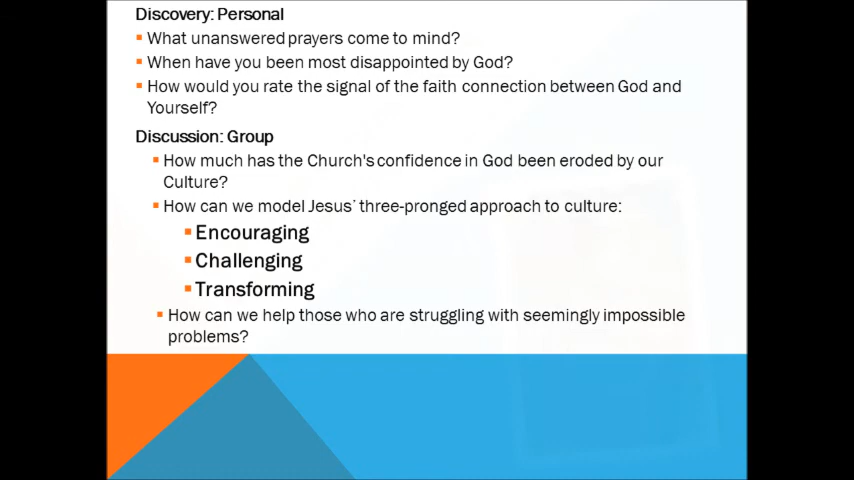 Discovery: Personal
What unanswered prayers come to mind?
When have you been most disappointed by God?
How would you rate the signal of the faith connection between God and
Yourself?
Discussion: Group
How much has the Church's confidence in God been eroded by our
Culture?
How can we model Jesus’ three-pronged approach to culture:
Encouraging
Challenging
Transforming
How can we help those who are struggling with seemingly impossible
problems?